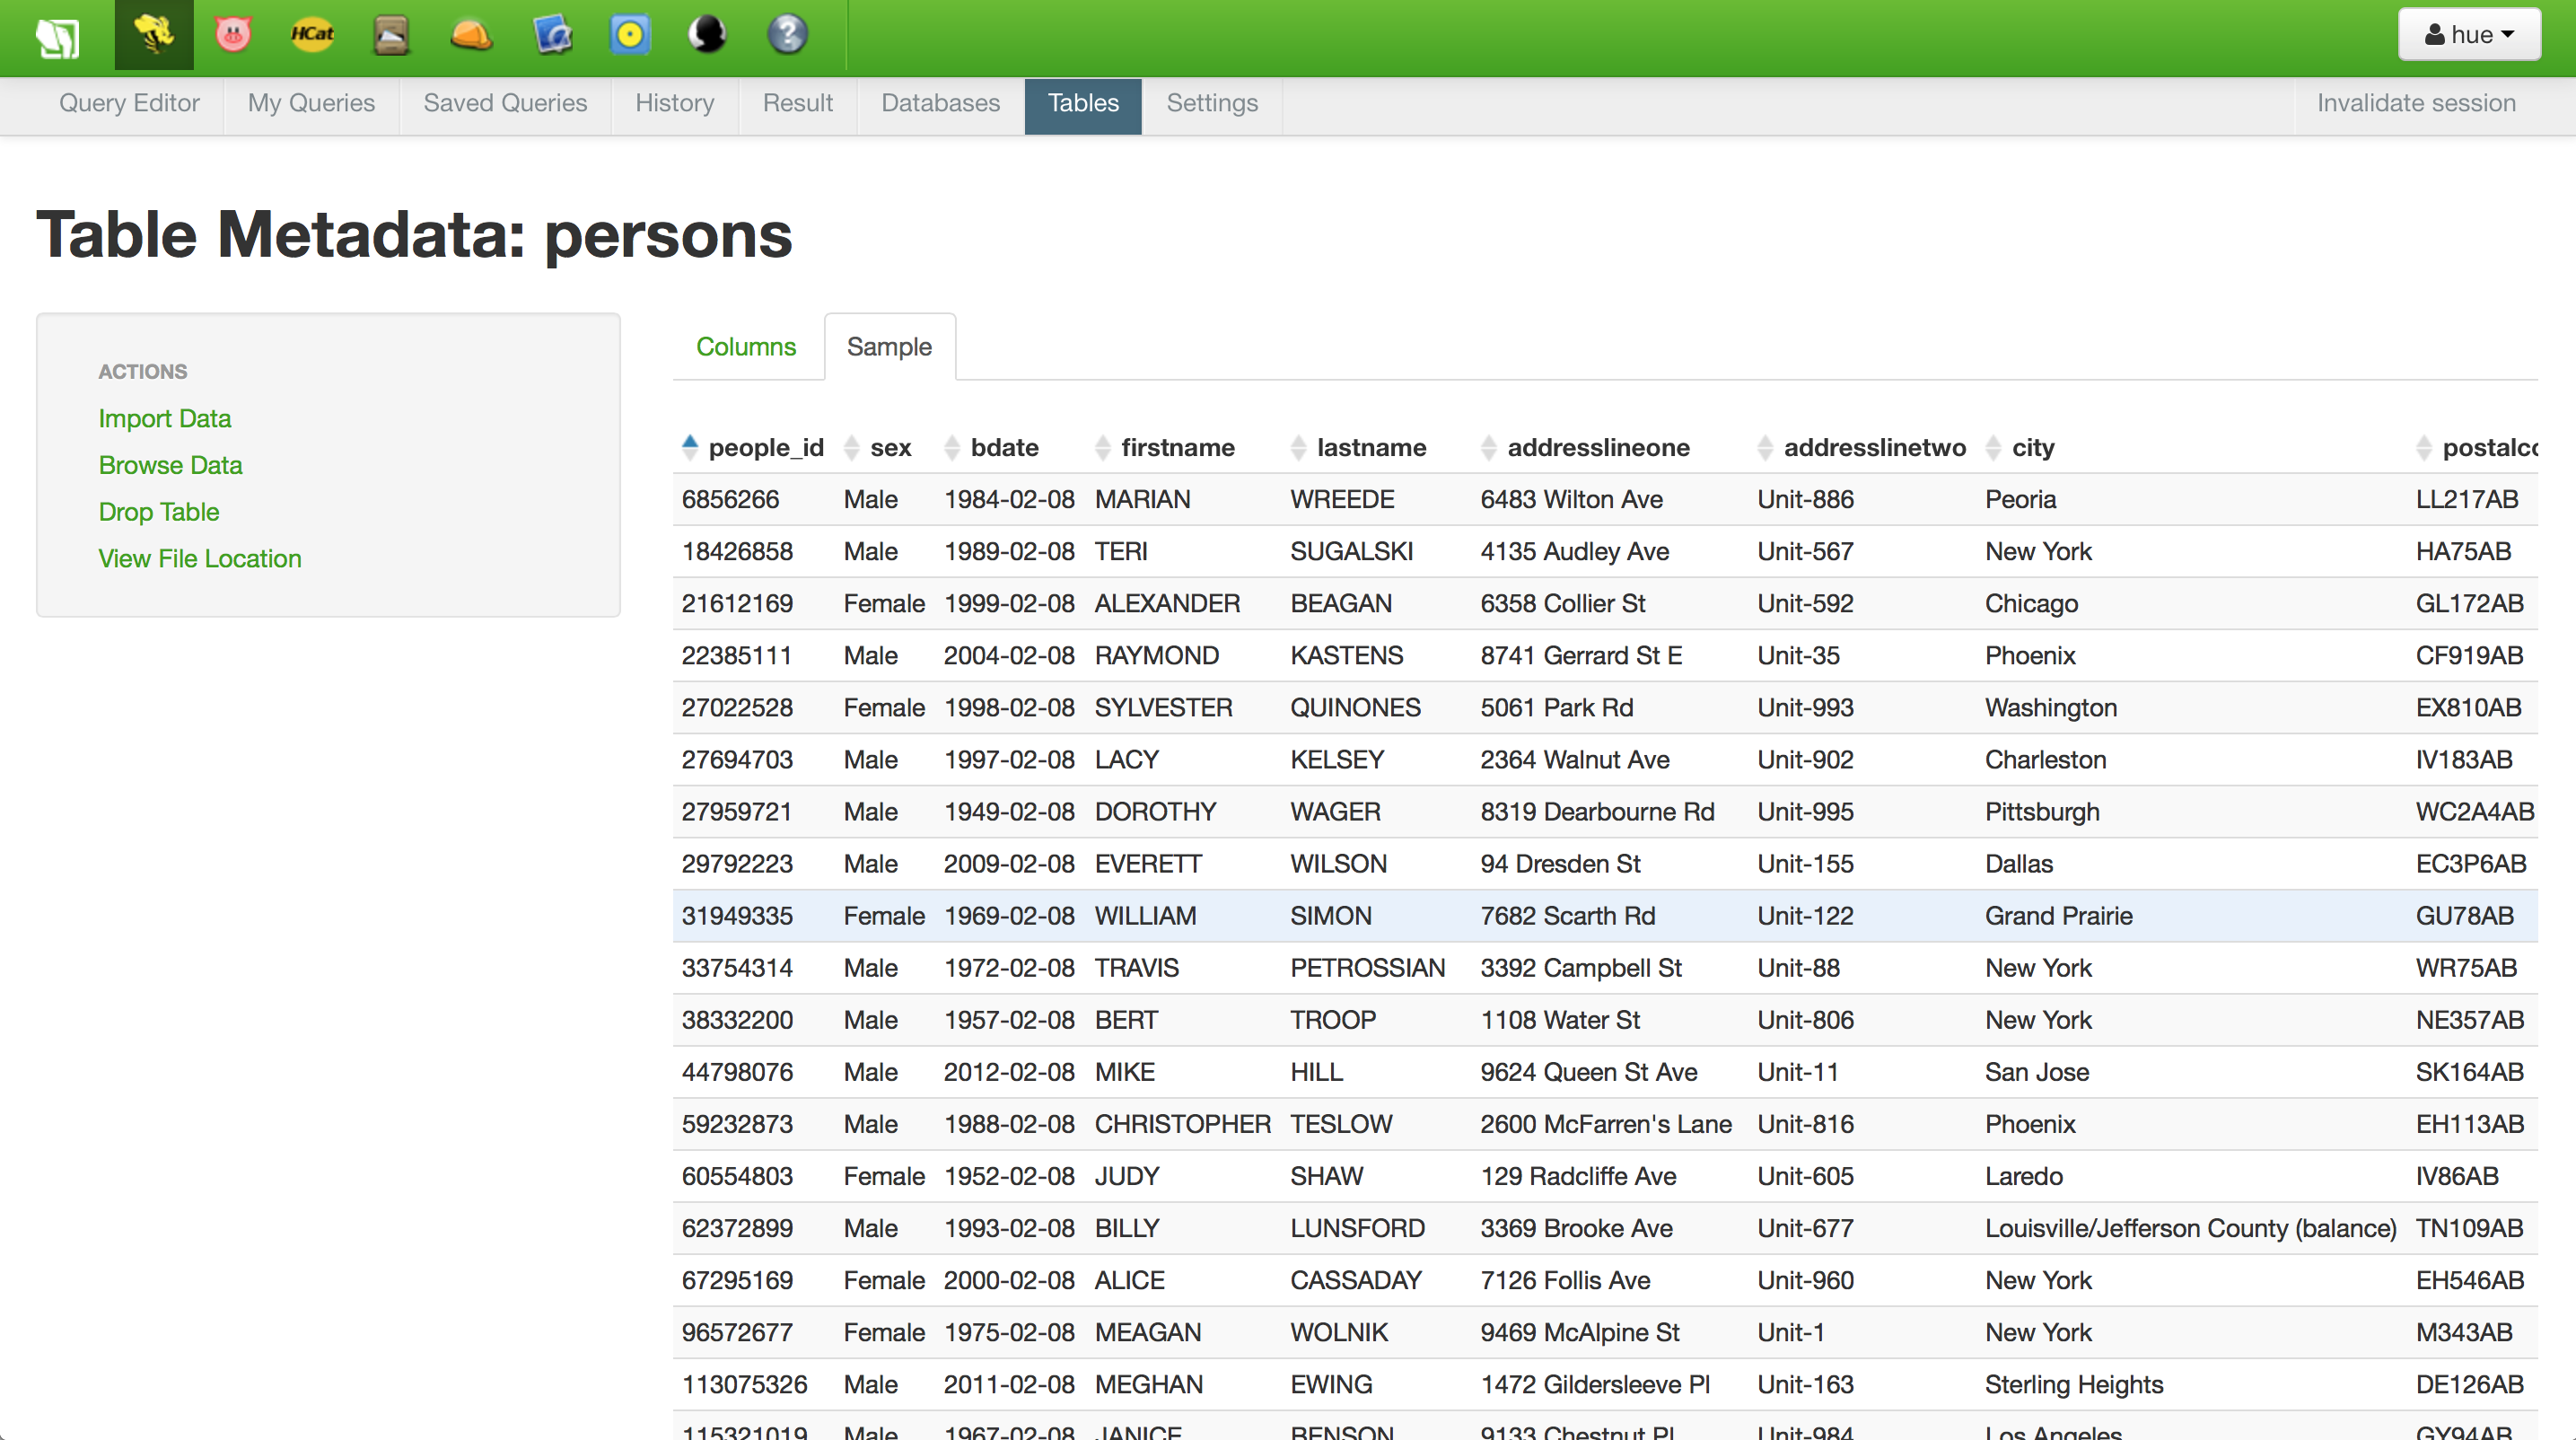 HCat
hue
Query Editor My Queries Saved Queries History Result Databases Tables Settings Invalidate session
Table Metadata: persons
ACTIONS
Import Data
Browse Data
Drop Table
View File Location
Columns Sample
people_id sex bdate firstname lastname addresslineone addresslinetwo city postalco
6856266 Male 1984-02-08 MARIAN WREEDE 6483 Wilton Ave Unit-886 Peoria LL217AB
18426858 Male 1989-02-08 TERI SUGALSKI 4135 Audley Ave Unit-567 New York HA75AB
21612169 Female 1999-02-08 ALEXANDER BEAGAN 6358 Collier St Unit-592 Chicago GL172AB
22385111 Male 2004-02-08 RAYMOND KASTENS 8741 Gerrard St E Unit-35 Phoenix CF919AB
27022528 Female 1998-02-08 SYLVESTER QUINONES 5061 Park Rd Unit-993 Washington EX810AB
27694703 Male 1997-02-08 LACY KELSEY 2364 Walnut Ave Unit-902 Charleston IV183AB
27959721 Male 1949-02-08 DOROTHY WAGER 8319 Dearbourne Rd Unit-995 Pittsburgh WC2A4AB
29792223 Male 2009-02-08 EVERETT WILSON 94 Dresden St Unit-155 Dallas EC3P6AB
31949335 Female 1969-02-08 WILLIAM SIMON 7682 Scarth Rd Unit-122 Grand Prairie GU78AB
33754314 Male 1972-02-08 TRAVIS PETROSSIAN 3392 Campbell St Unit-88 New York WR75AB
38332200 Male 1957-02-08 BERT TROOP 1108 Water St Unit-806 New York NE357AB
44798076 Male 2012-02-08 MIKE HILL 9624 Queen St Ave Unit-11 San Jose SK164AB
59232873 Male 1988-02-08 CHRISTOPHER TESLOW 2600 McFarren's Lane Unit-816 Phoenix EH113AB
60554803 Female 1952-02-08 JUDY SHAW 129 Radcliffe Ave Unit-605 Laredo IV86AB
62372899 Male 1993-02-08 BILLY LUNSFORD 3369 Brooke Ave Unit-677 Louisville/Jefferson County (balance) TN109AB
67295169 Female 2000-02-08 ALICE CASSADAY 7126 Follis Ave Unit-960 New York EH546AB
96572677 Female 1975-02-08 MEAGAN WOLNIK 9469 McAlpine St Unit-1 New York M343AB
113075326 Male 2011-02-08 MEGHAN EWING 1472 Gildersleeve Pl Unit-163 Sterling Heights DE126AB
115321019 Male 1967-02-08 JANICE BENSON 9133 Chestnut Pl Unit-984 Los Angeles GY94AB